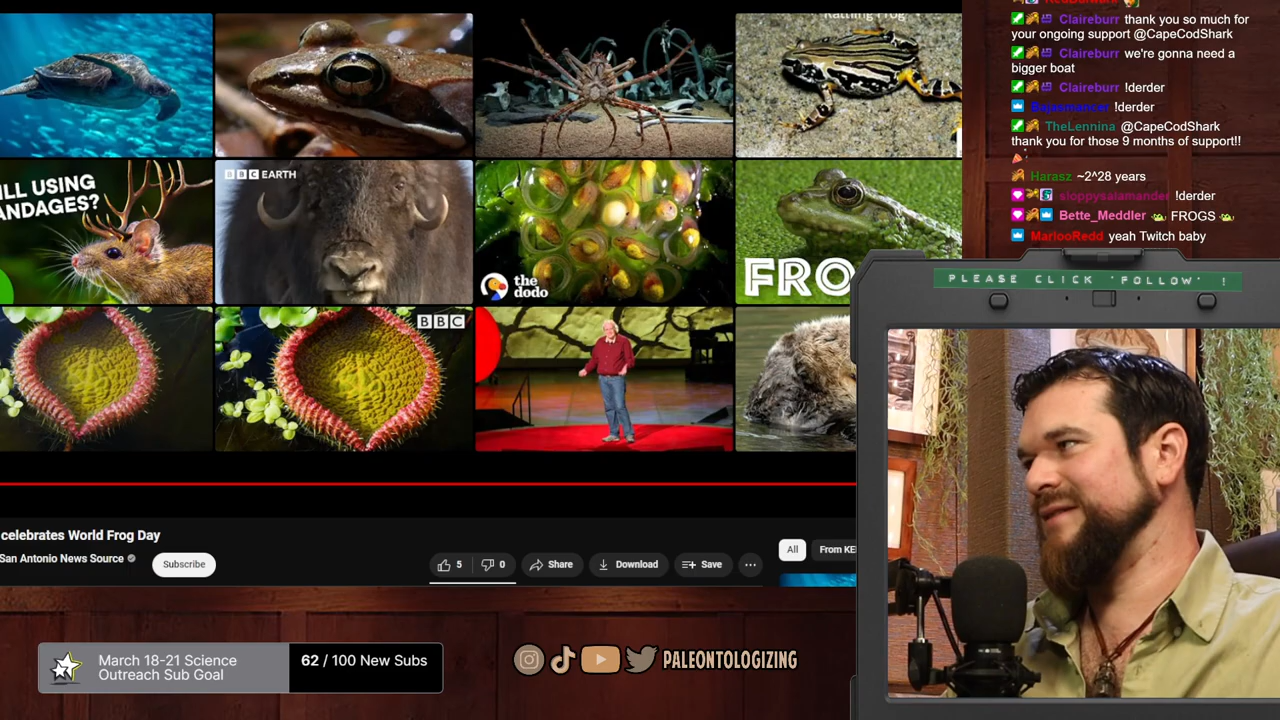 Rattling Frog
ILL USING
ANDAGES?
BBC EARTH
the
dodo
FRO
BBC
celebrates World Frog Day
San Antonio News Source
Subscribe
5
0
Share
Download
Save
All
From KE
March 18-21 Science
Outreach Sub Goal
62 / 100 New Subs
PALEONTOLOGIZING
Claireburr thank you so much for
your ongoing support @CapeCodShark
Claireburr we're gonna need a
bigger boat
Claireburr !derder
!derder
TheLennina @CapeCodShark
thank you for those 9 months of support!!
Harasz ~2^28 years
sloppysalamander !derder
Bette_Meddler FROGS
MarlooRedd yeah Twitch baby
PLEASE CLICK "FOLLOW" !